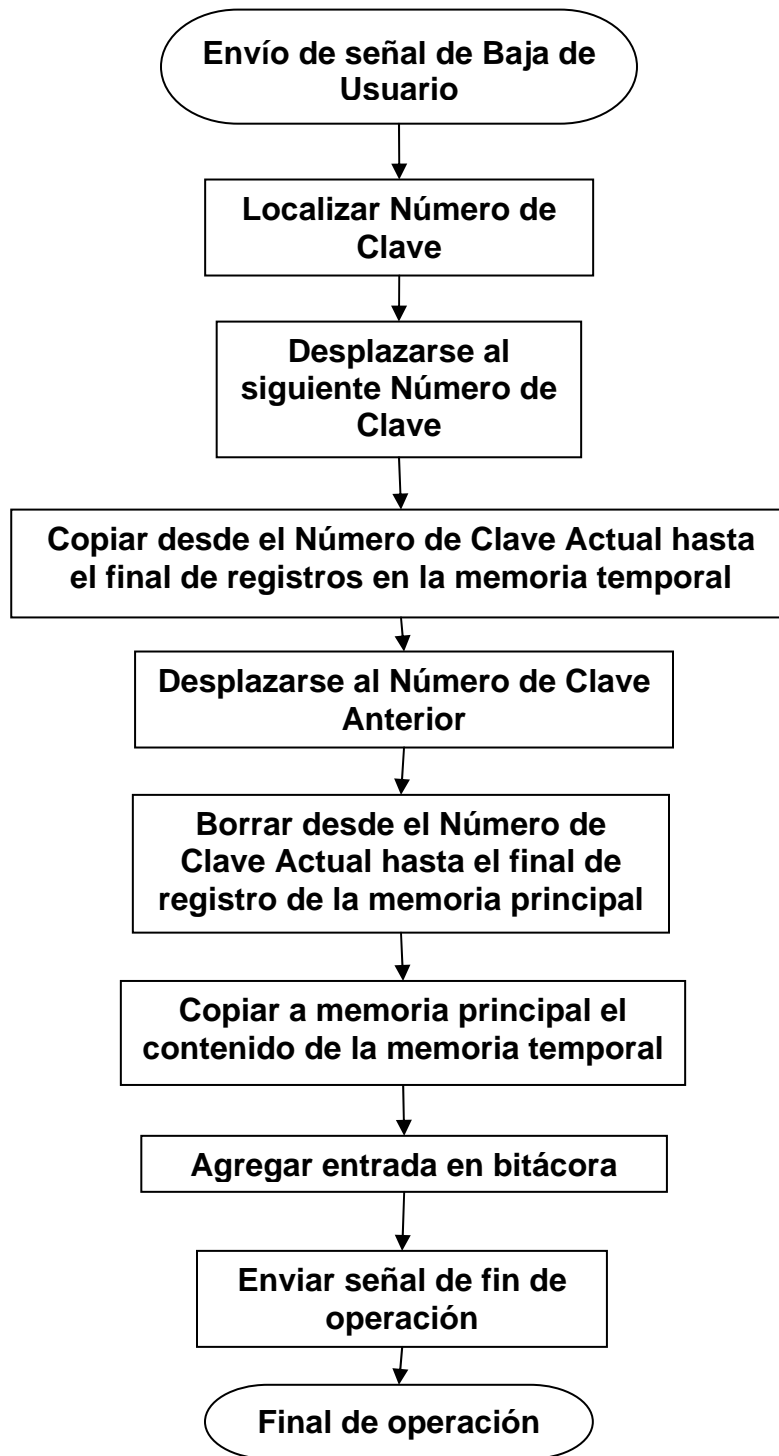 Envío de señal de Baja de
Usuario
Localizar Número de
Clave
Desplazarse al
siguiente Número de
Clave
Copiar desde el Número de Clave Actual hasta
el final de registros en la memoria temporal
Desplazarse al Número de Clave
Anterior
Borrar desde el Número de
Clave Actual hasta el final de
registro de la memoria principal
Copiar a memoria principal el
contenido de la memoria temporal
Agregar entrada en bitácora
Enviar señal de fin de
operación
Final de operación